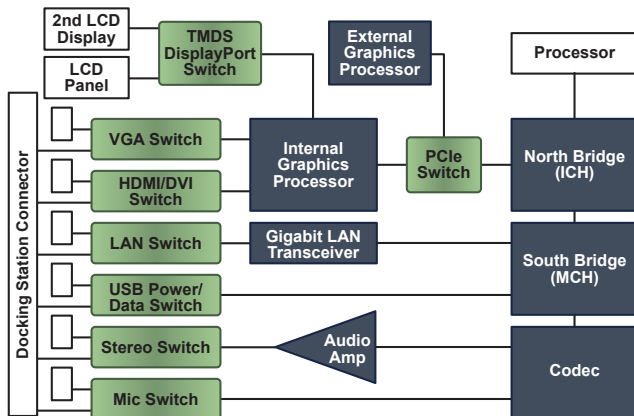 2nd LCD
Display
TMDS
DisplayPort
Switch
External
Graphics
Processor
Processor
LCD
Panel
Docking Station Connector
VGA Switch
Internal
Graphics
Processor
PCIe
Switch
North Bridge
(ICH)
HDMI/DVI
Switch
LAN Switch
Gigabit LAN
Transceiver
South Bridge
(MCH)
USB Power/
Data Switch
Stereo Switch
Audio
Amp
Codec
Mic Switch